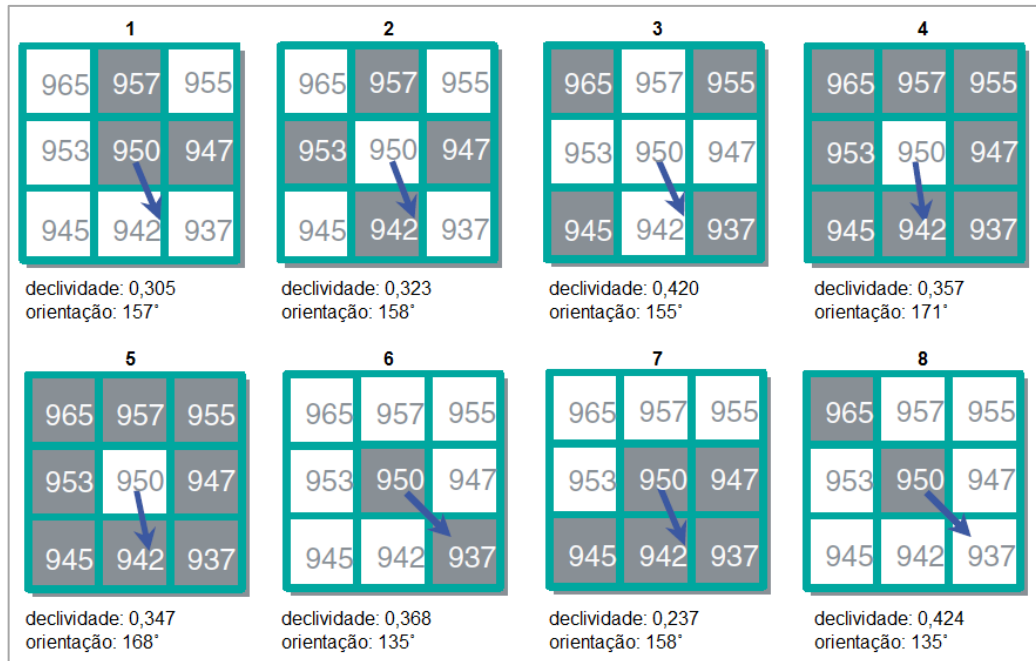 1
2
3
4
965 957 955
965 957 955
965 957 955
965 957 955
953 950 947
953 950 947
953 950 947
953 950 947
945 942 937
945 942 937
945 942 937
945 942 937
declividade: 0,305
orientação: 157°
declividade: 0,323
orientação: 158°
declividade: 0,420
orientação: 155°
declividade: 0,357
orientação: 171°
5
6
7
8
965 957 955
965 957 955
965 957 955
965 957 955
953 950 947
953 950 947
953 950 947
953 950 947
945 942 937
945 942 937
945 942 937
945 942 937
declividade: 0,347
orientação: 168°
declividade: 0,368
orientação: 135°
declividade: 0,237
orientação: 158°
declividade: 0,424
orientação: 135°